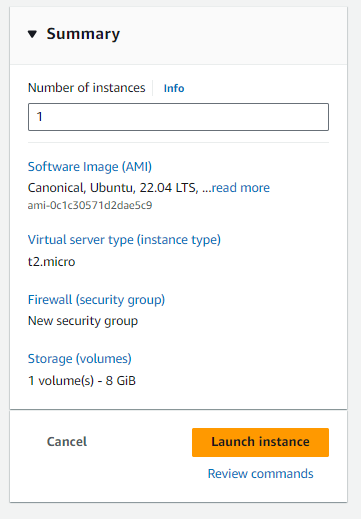 Summary
Number of instances Info
1
Software Image (AMI)
Canonical, Ubuntu, 22.04 LTS, ...read more
ami-0c1c30571d2dae5c9
Virtual server type (instance type)
t2.micro
Firewall (security group)
New security group
Storage (volumes)
1 volume(s) - 8 GiB
Cancel Launch instance
Review commands